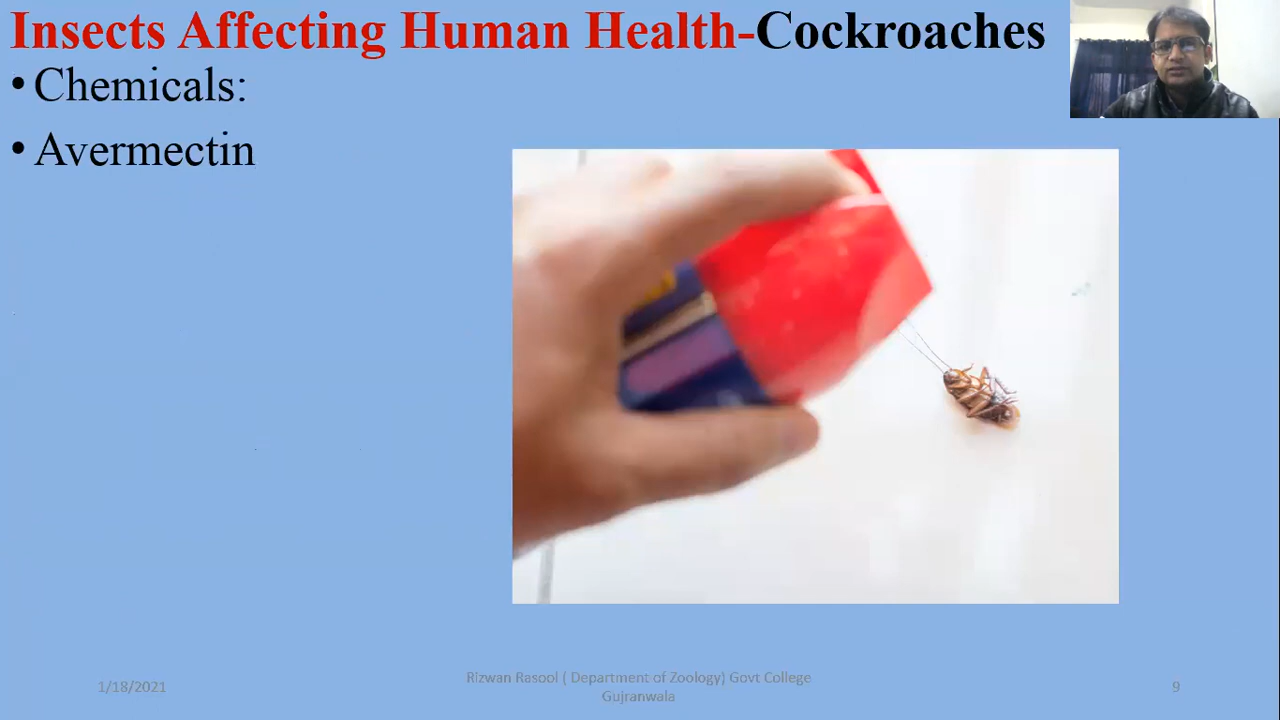 Insects Affecting Human Health-Cockroaches
• Chemicals:
• Avermectin
1/18/2021
Rizwan Rasool ( Department of Zoology) Govt College
Gujranwala
9